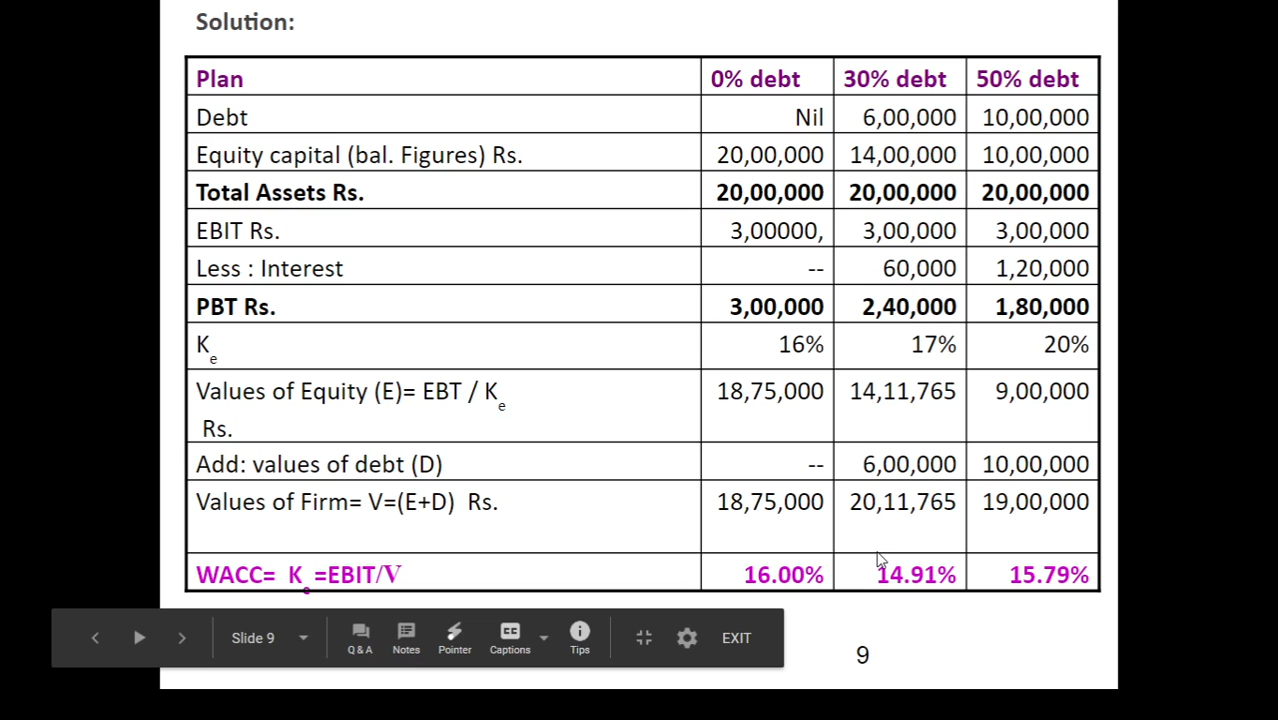 Solution:
Plan 0% debt 30% debt 50% debt
Debt Nil 6,00,000 10,00,000
Equity capital (bal. Figures) Rs. 20,00,000 14,00,000 10,00,000
Total Assets Rs. 20,00,000 20,00,000 20,00,000
EBIT Rs. 3,00000, 3,00,000 3,00,000
Less : Interest -- 60,000 1,20,000
PBT Rs. 3,00,000 2,40,000 1,80,000
Ke 16% 17% 20%
Values of Equity (E)= EBT / Ke 18,75,000 14,11,765 9,00,000
Rs.
Add: values of debt (D) -- 6,00,000 10,00,000
Values of Firm= V=(E+D) Rs. 18,75,000 20,11,765 19,00,000
WACC= Ke =EBIT/V 16.00% 14.91% 15.79%
Slide 9 Q & A Notes Pointer CC Captions Tips EXIT
9